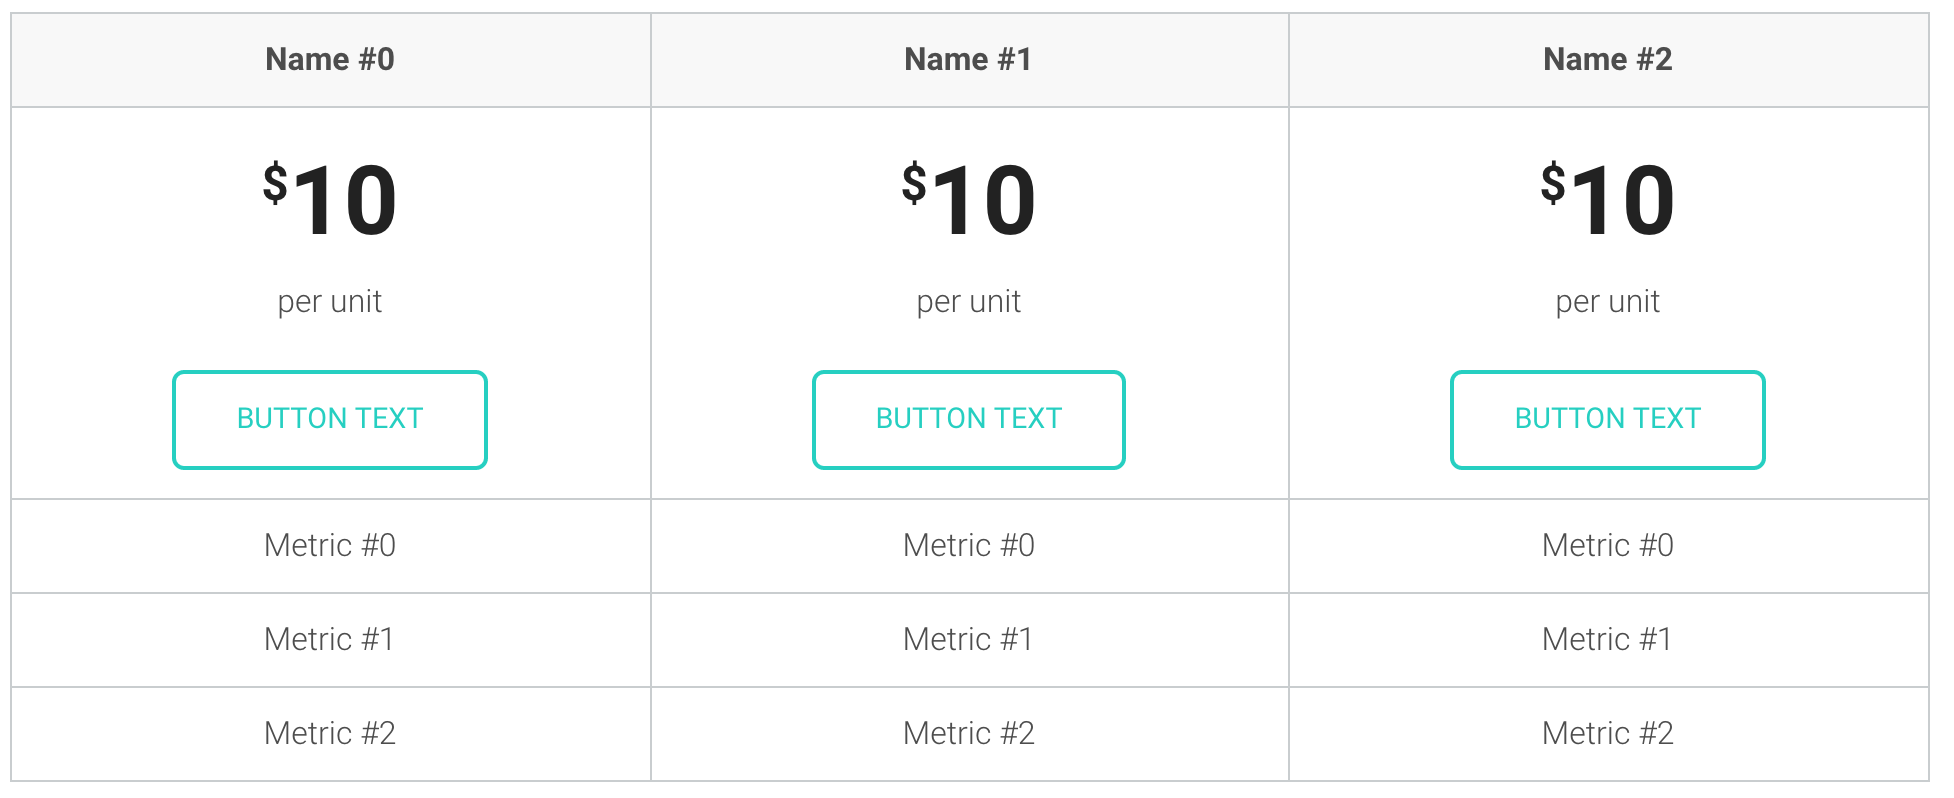 Name #0 Name #1 Name #2
$10 $10 $10
per unit per unit per unit
BUTTON TEXT BUTTON TEXT BUTTON TEXT
Metric #0 Metric #0 Metric #0
Metric #1 Metric #1 Metric #1
Metric #2 Metric #2 Metric #2